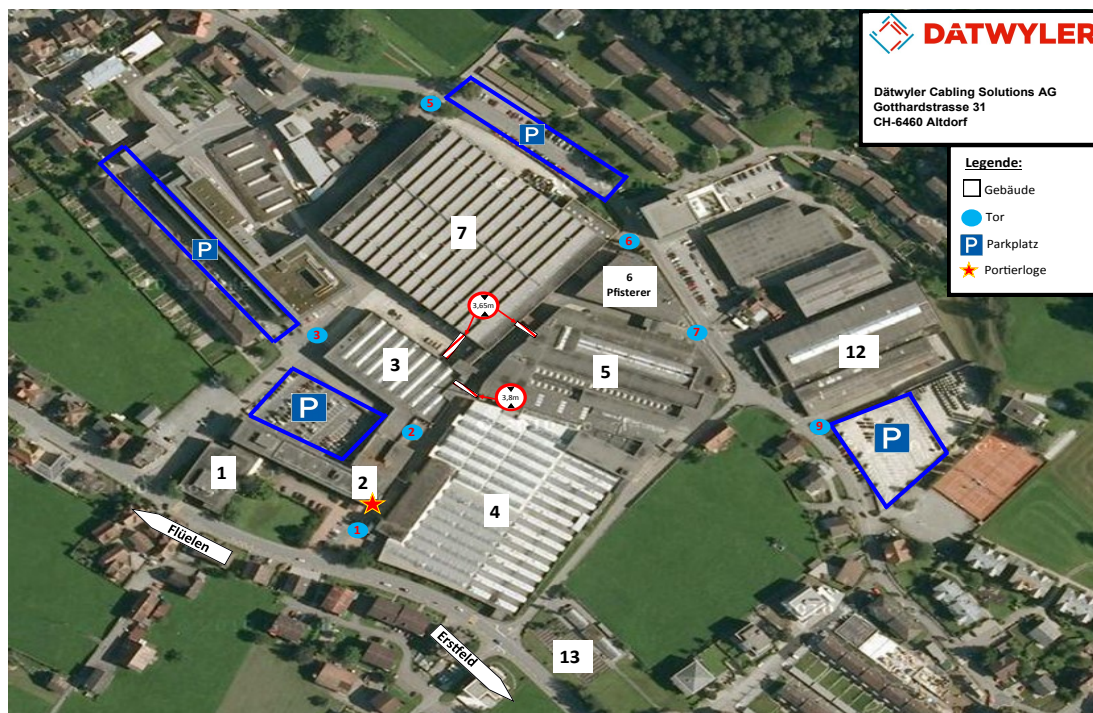 DÄTWYLER
Dätwyler Cabling Solutions AG
Gotthardstrasse 31
CH-6460 Altdorf
Legende:
Gebäude
Tor
P Parkplatz
Portierloge
5
P
7
6
6
Pfisterer
P
3
3,65m
7
3
5
12
3,8m
P
2
9
P
1
2
4
1
Flüelen
Erstfeld
13